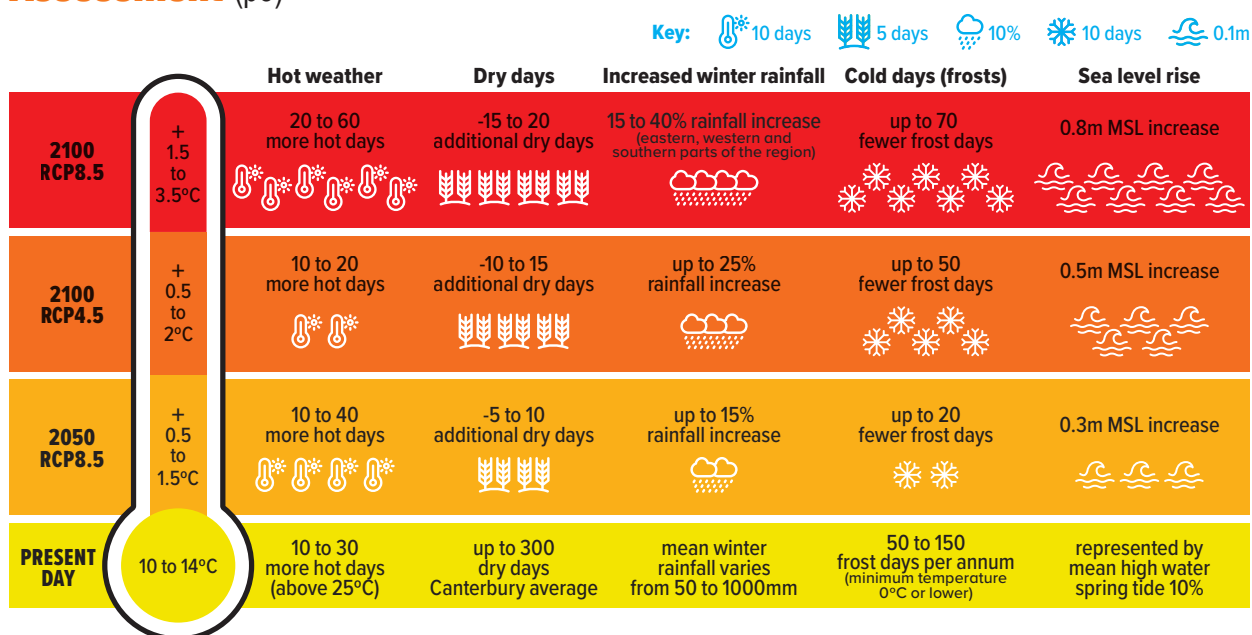 Assessment (p6)
Key: 10 days 5 days 10% 10 days 0.1m
Hot weather Dry days Increased winter rainfall Cold days (frosts) Sea level rise
2100
RCP8.5
+
1.5
to
3.5ºC
20 to 60
more hot days
-15 to 20
additional dry days
15 to 40% rainfall increase
(eastern, western and
southern parts of the region)
up to 70
fewer frost days
0.8m MSL increase
2100
RCP4.5
+
0.5
to
2ºC
10 to 20
more hot days
-10 to 15
additional dry days
up to 25%
rainfall increase
up to 50
fewer frost days
0.5m MSL increase
2050
RCP8.5
+
0.5
to
1.5ºC
10 to 40
more hot days
-5 to 10
additional dry days
up to 15%
rainfall increase
up to 20
fewer frost days
0.3m MSL increase
PRESENT
DAY
10 to 14ºC
10 to 30
more hot days
(above 25ºC)
up to 300
dry days
Canterbury average
mean winter
rainfall varies
from 50 to 1000mm
50 to 150
frost days per annum
(minimum temperature
0ºC or lower)
represented by
mean high water
spring tide 10%